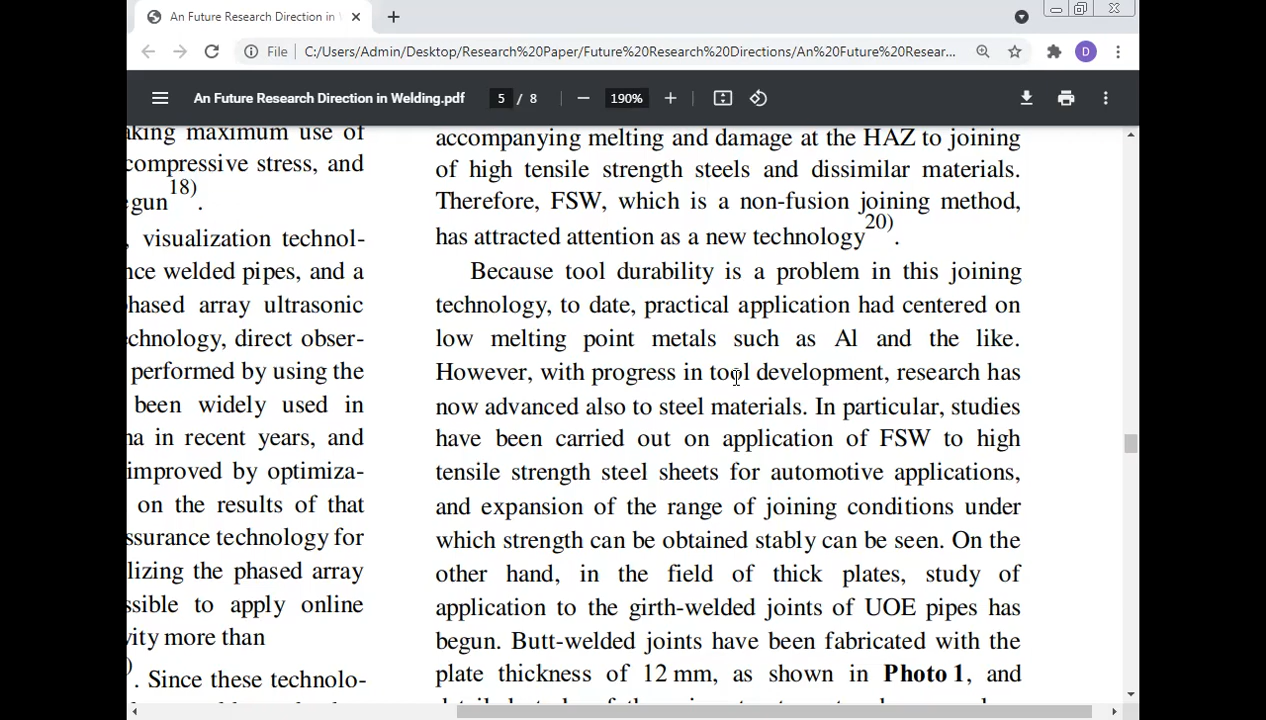 An Future Research Direction in
File C:/Users/Admin/Desktop/Research%20Paper/Future%20Research%20Directions/An%20Future%20Resear...
D
An Future Research Direction in Welding.pdf 5 / 8 190%
aking maximum use of
compressive stress, and
gun18).
, visualization technol-
nce welded pipes, and a
phased array ultrasonic
chnology, direct obser-
performed by using the
been widely used in
na in recent years, and
improved by optimiza-
on the results of that
ssurance technology for
lizing the phased array
ssible to apply online
vity more than
). Since these technolo-
accompanying melting and damage at the HAZ to joining
of high tensile strength steels and dissimilar materials.
Therefore, FSW, which is a non-fusion joining method,
has attracted attention as a new technology20).
Because tool durability is a problem in this joining
technology, to date, practical application had centered on
low melting point metals such as Al and the like.
However, with progress in tool development, research has
now advanced also to steel materials. In particular, studies
have been carried out on application of FSW to high
tensile strength steel sheets for automotive applications,
and expansion of the range of joining conditions under
which strength can be obtained stably can be seen. On the
other hand, in the field of thick plates, study of
application to the girth-welded joints of UOE pipes has
begun. Butt-welded joints have been fabricated with the
plate thickness of 12 mm, as shown in Photo 1, and